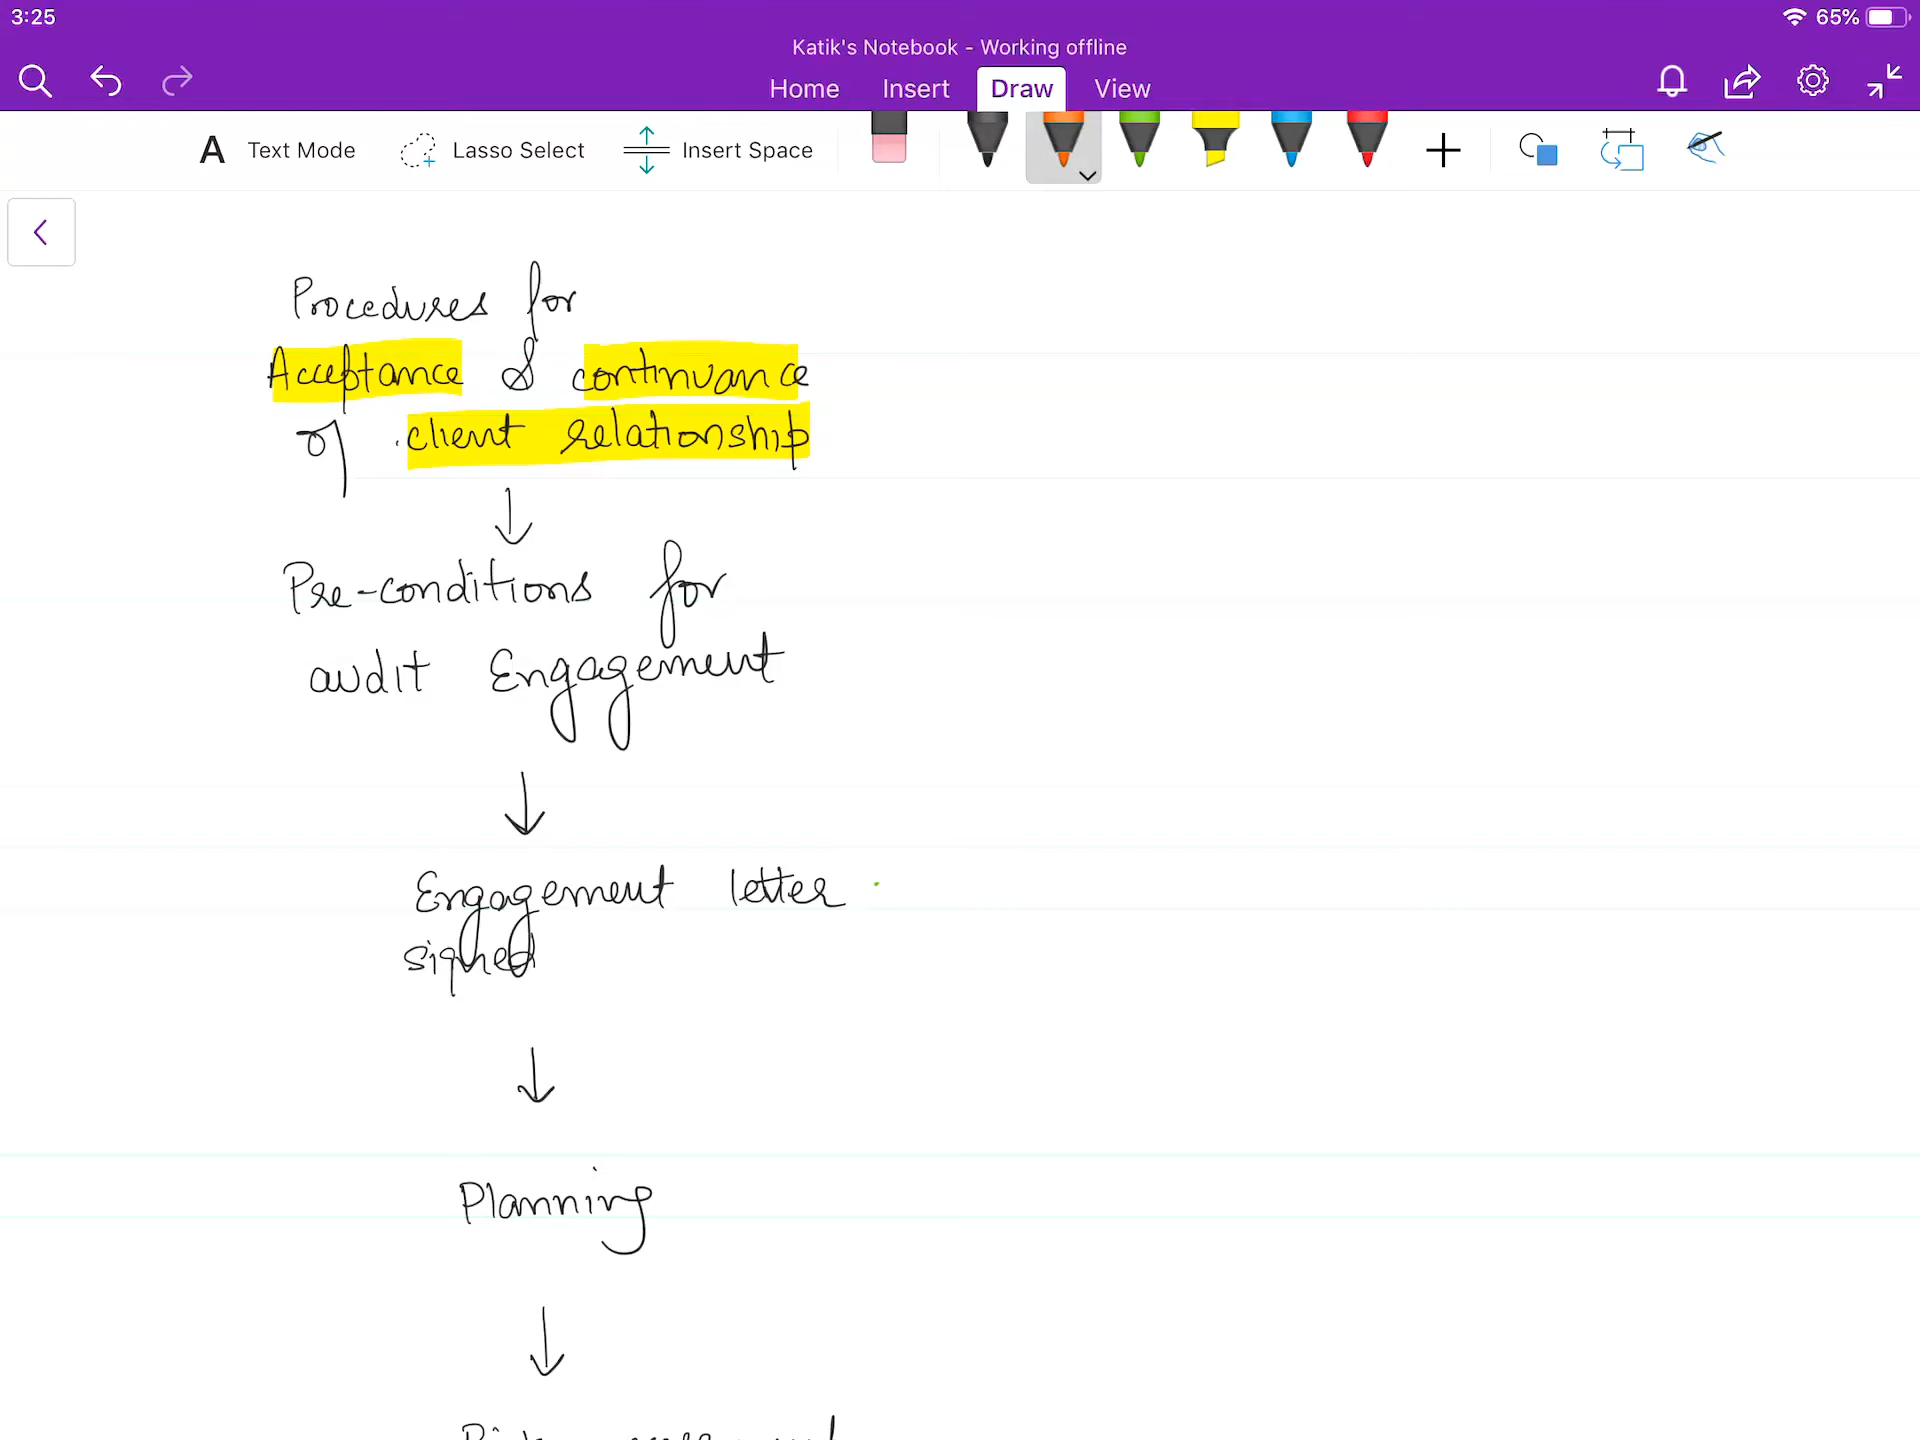 3:25
65%
Katik's Notebook - Working offline
Home Insert Draw View
A Text Mode Lasso Select Insert Space
Procedures for
Acceptance & continuance
of client relationship
Pre-conditions for
audit Engagement
Engagement letter
signed
Planning